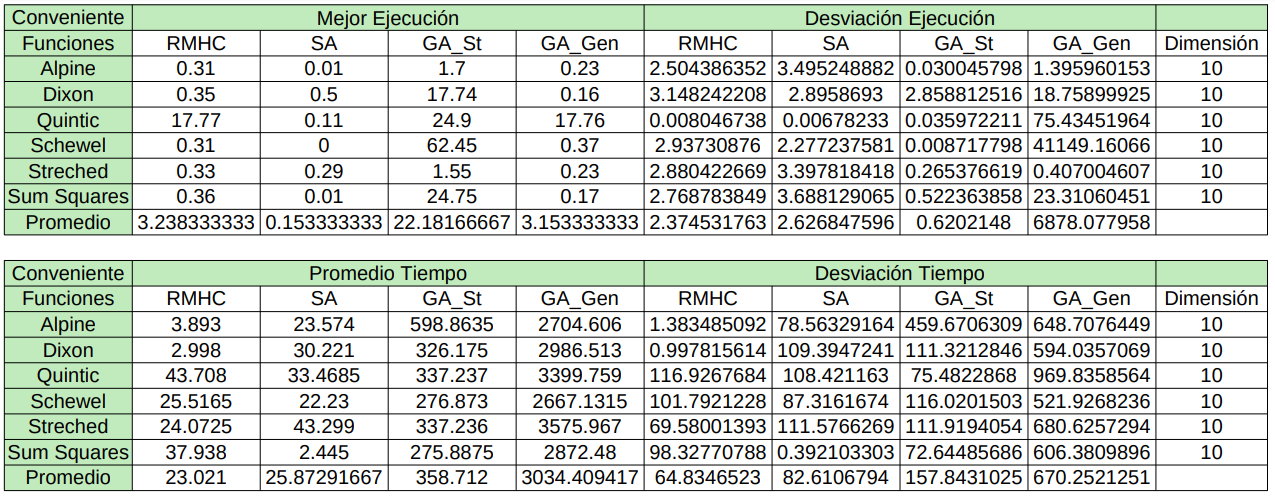 Conveniente Mejor Ejecución Desviación Ejecución
Funciones RMHC SA GA_St GA_Gen RMHC SA GA_St GA_Gen Dimensión
Alpine 0.31 0.01 1.7 0.23 2.504386352 3.495248882 0.030045798 1.395960153 10
Dixon 0.35 0.5 17.74 0.16 3.148242208 2.8958693 2.858812516 18.75899925 10
Quintic 17.77 0.11 24.9 17.76 0.008046738 0.00678233 0.035972211 75.43451964 10
Schewel 0.31 0 62.45 0.37 2.93730876 2.277237581 0.008717798 41149.16066 10
Streched 0.33 0.29 1.55 0.23 2.880422669 3.397818418 0.265376619 0.407004607 10
Sum Squares 0.36 0.01 24.75 0.17 2.768783849 3.688129065 0.522363858 23.31060451 10
Promedio 3.238333333 0.153333333 22.18166667 3.153333333 2.374531763 2.626847596 0.6202148 6878.077958
Conveniente Promedio Tiempo Desviación Tiempo
Funciones RMHC SA GA_St GA_Gen RMHC SA GA_St GA_Gen Dimensión
Alpine 3.893 23.574 598.8635 2704.606 1.383485092 78.56329164 459.6706309 648.7076449 10
Dixon 2.998 30.221 326.175 2986.513 0.997815614 109.3947241 111.3212846 594.0357069 10
Quintic 43.708 33.4685 337.237 3399.759 116.9267684 108.421163 75.4822868 969.8358564 10
Schewel 25.5165 22.23 276.873 2667.1315 101.7921228 87.3161674 116.0201503 521.9268236 10
Streched 24.0725 43.299 337.236 3575.967 69.58001393 111.5766269 111.9194054 680.6257294 10
Sum Squares 37.938 2.445 275.8875 2872.48 98.32770788 0.392103303 72.64485686 606.3809896 10
Promedio 23.021 25.87291667 358.712 3034.409417 64.8346523 82.6106794 157.8431025 670.2521251